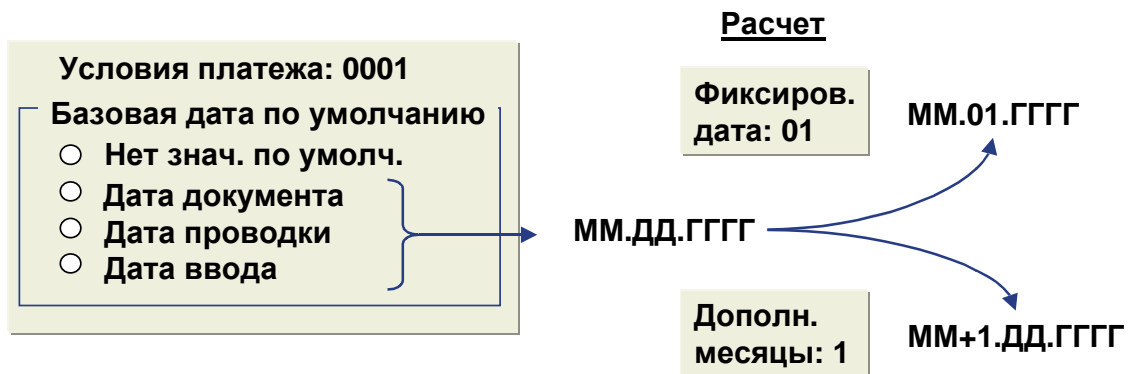 Условия платежа: 0001
Базовая дата по умолчанию
Нет знач. по умолч.
Дата документа
Дата проводки
Дата ввода
Расчет
Фиксиров.
дата: 01
ММ.01.ГГГГ
ММ.ДД.ГГГГ
Дополн.
месяцы: 1
ММ+1.ДД.ГГГГ